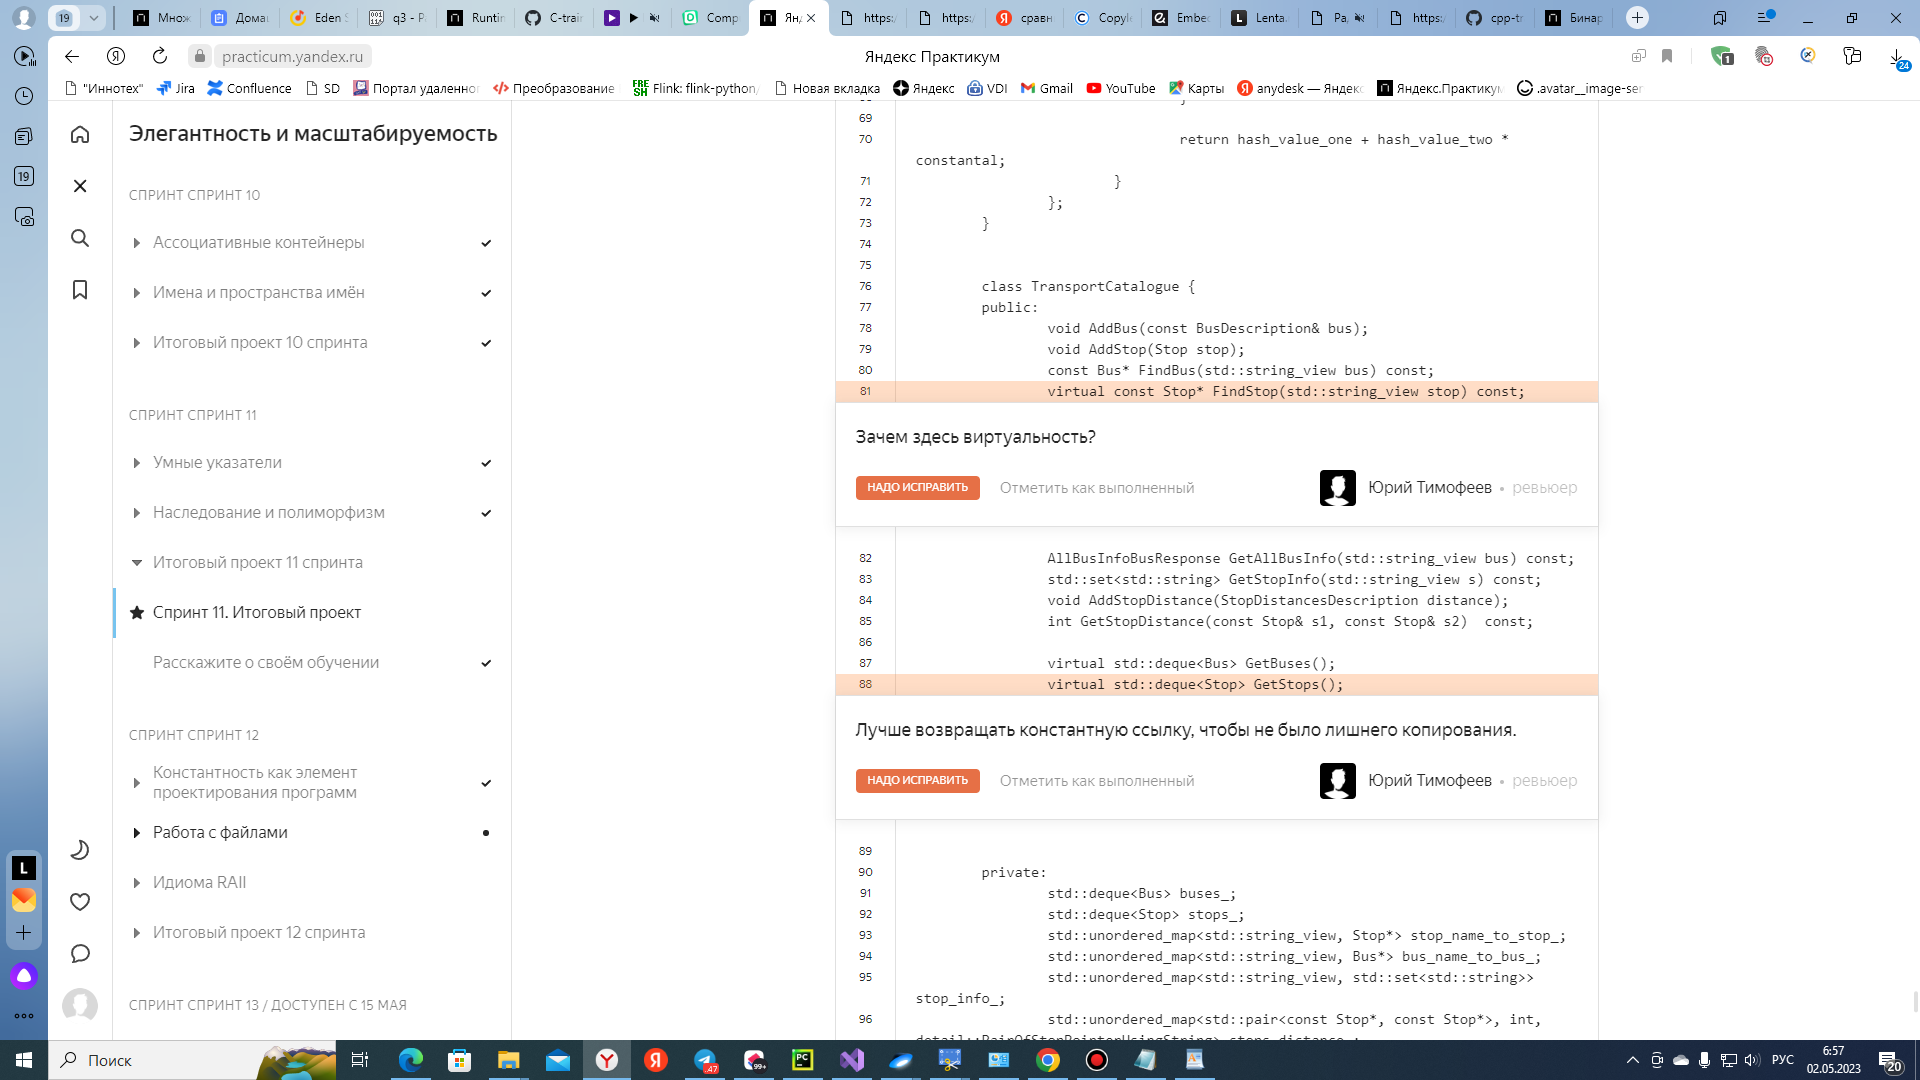 19
Множ
Дома
Eden S
q3 - Р
Runtin
C-trair
Comp
Янд
https:/
https:/
сравн
Copyle
Embe
Lenta.
Ра
https:/
cpp-tr
Бинар
practicum.yandex.ru
Яндекс Практикум
1
24
"Иннотех"
Jira
Confluence
SD
Портал удаленног
Преобразование
Flink: flink-python/
Новая вкладка
Яндекс
VDI
Gmail
YouTube
Карты
anydesk — Яндекс
Яндекс.Практикум
.avatar__image-ser
19
Элегантность и масштабируемость
СПРИНТ СПРИНТ 10
Ассоциативные контейнеры
Имена и пространства имён
Итоговый проект 10 спринта
СПРИНТ СПРИНТ 11
Умные указатели
Наследование и полиморфизм
Итоговый проект 11 спринта
Спринт 11. Итоговый проект
Расскажите о своём обучении
СПРИНТ СПРИНТ 12
Константность как элемент
проектирования программ
Работа с файлами
Идиома RAII
Итоговый проект 12 спринта
СПРИНТ СПРИНТ 13 / ДОСТУПЕН С 15 МАЯ
69
70 return hash_value_one + hash_value_two *
constantal;
71 }
72 };
73 }
74
75
76 class TransportCatalogue {
77 public:
78 void AddBus(const BusDescription& bus);
79 void AddStop(Stop stop);
80 const Bus* FindBus(std::string_view bus) const;
81 virtual const Stop* FindStop(std::string_view stop) const;
Зачем здесь виртуальность?
НАДО ИСПРАВИТЬ Отметить как выполненный Юрий Тимофеев • ревьюер
82 AllBusInfoBusResponse GetAllBusInfo(std::string_view bus) const;
83 std::set<std::string> GetStopInfo(std::string_view s) const;
84 void AddStopDistance(StopDistancesDescription distance);
85 int GetStopDistance(const Stop& s1, const Stop& s2)  const;
86
87 virtual std::deque<Bus> GetBuses();
88 virtual std::deque<Stop> GetStops();
Лучше возвращать константную ссылку, чтобы не было лишнего копирования.
НАДО ИСПРАВИТЬ Отметить как выполненный Юрий Тимофеев • ревьюер
89
90 private:
91 std::deque<Bus> buses_;
92 std::deque<Stop> stops_;
93 std::unordered_map<std::string_view, Stop*> stop_name_to_stop_;
94 std::unordered_map<std::string_view, Bus*> bus_name_to_bus_;
95 std::unordered_map<std::string_view, std::set<std::string>>
stop_info_;
96 std::unordered_map<std::pair<const Stop*, const Stop*>, int,
Поиск
47
99+
РУС
6:57
02.05.2023
20